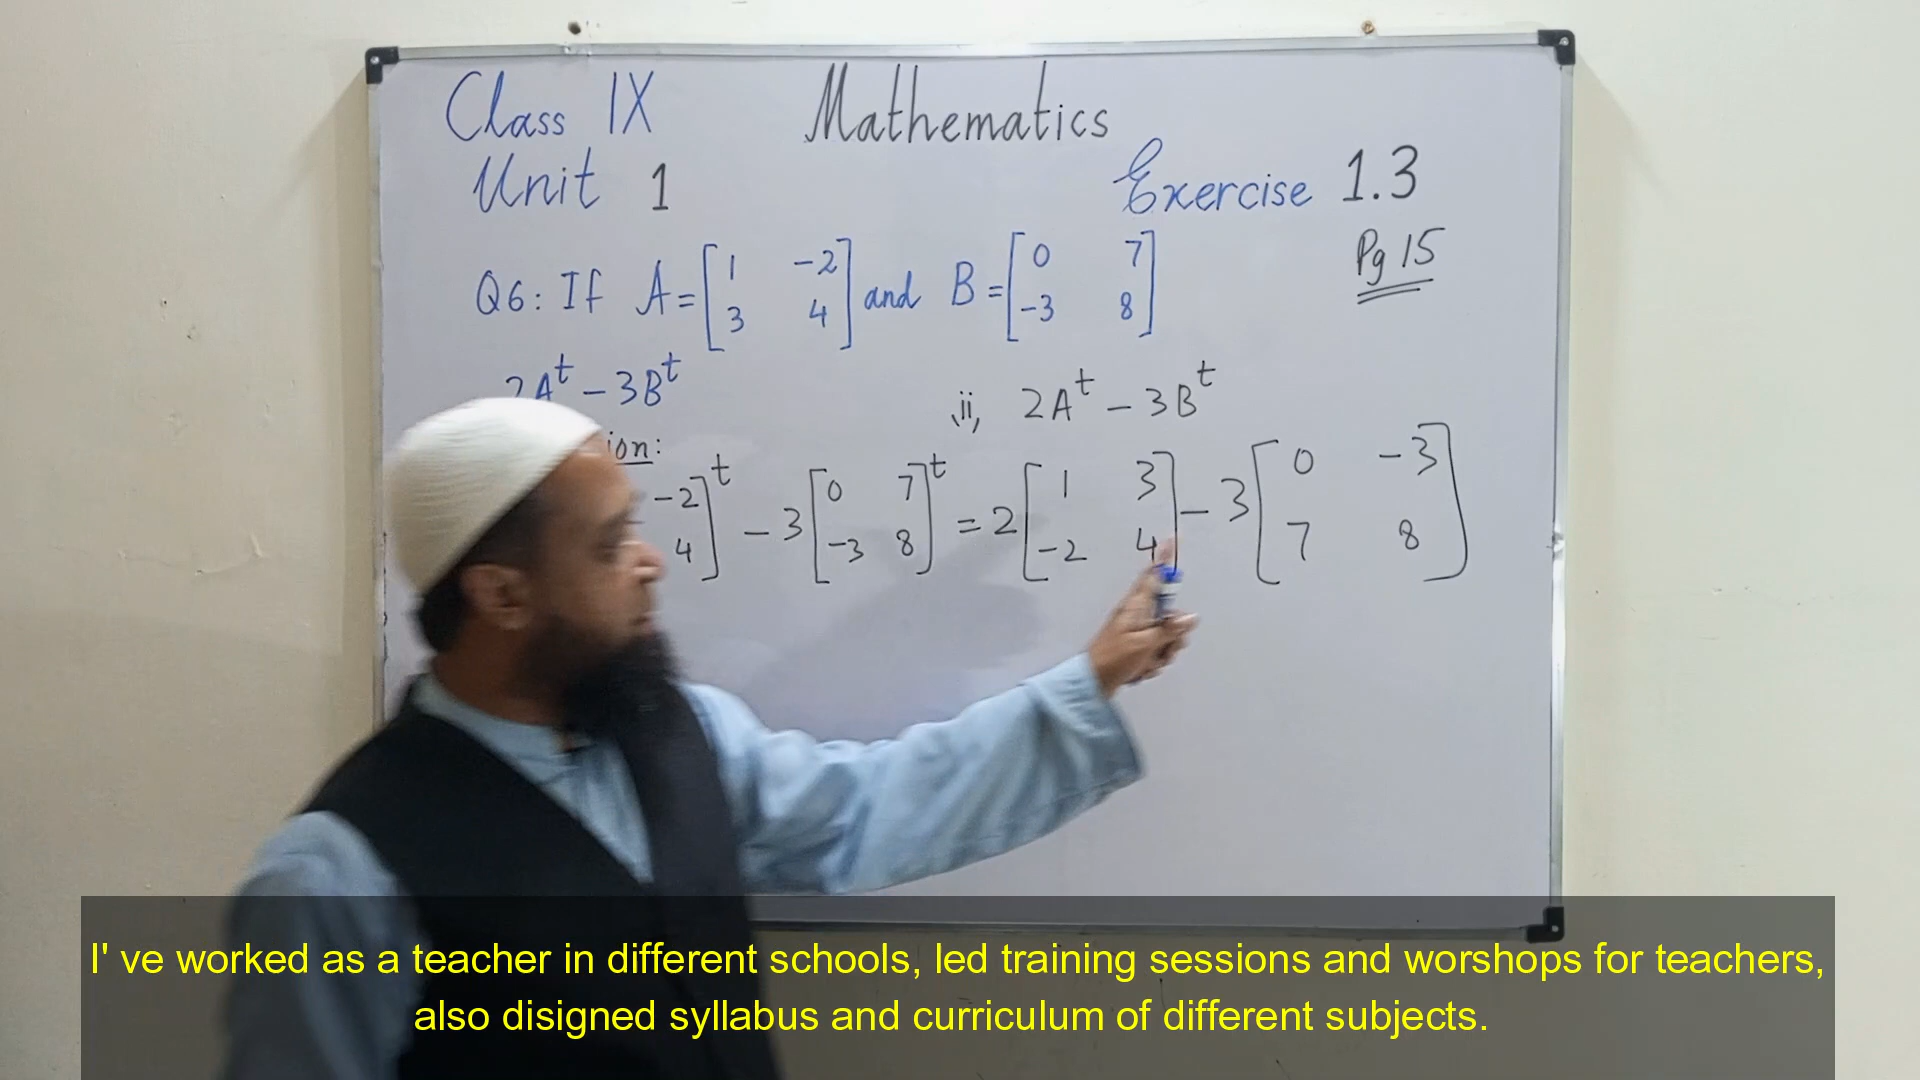 Class IX Mathematics
Unit 1 Exercise 1.3
Pg 15
Q6: If A = [1 -2
3 4] and B = [0 7
-3 8]
2A^t - 3B^t
ii, 2A^t - 3B^t
ion:
-2
4]^t - 3[0 7
-3 8]^t = 2[1 3
-2 4] - 3[0 -3
7 8]
I' ve worked as a teacher in different schools, led training sessions and worshops for teachers,
also disigned syllabus and curriculum of different subjects.